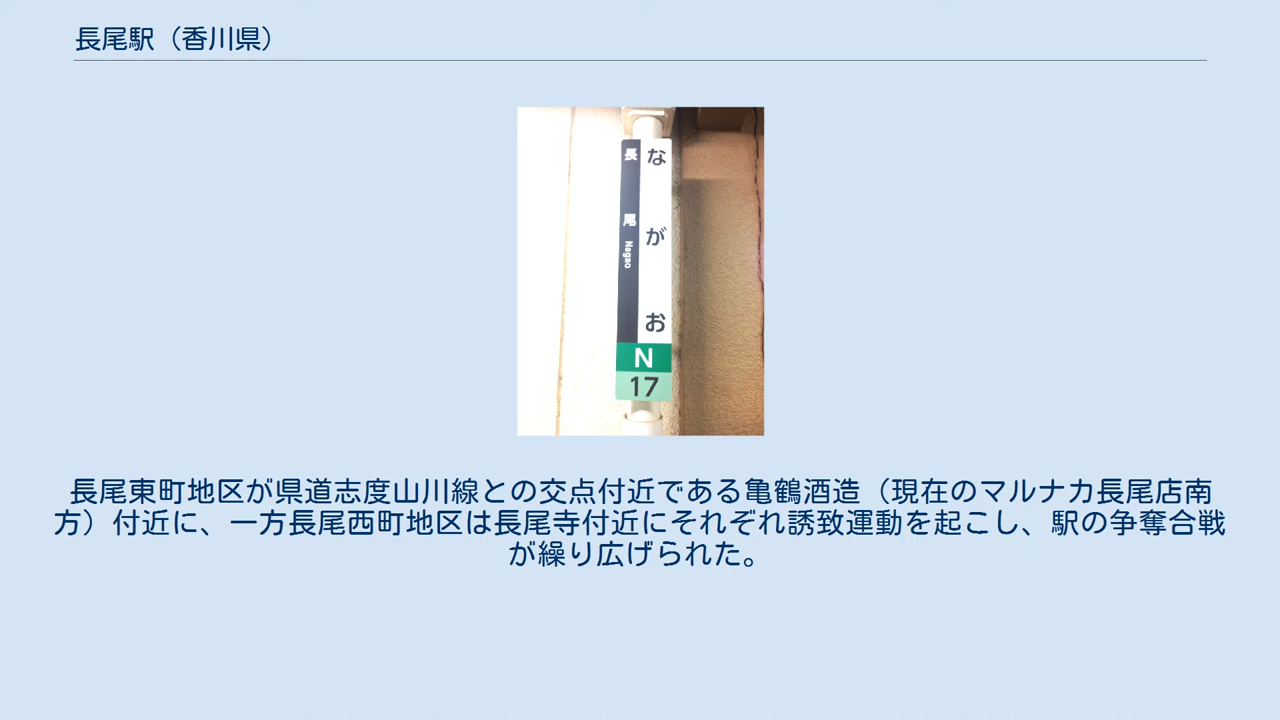 長尾駅（香川県）
ながお
長尾 Nagao
N
17
長尾東町地区が県道志度山川線との交点付近である亀鶴酒造（現在のマルナカ長尾店南
方）付近に、一方長尾西町地区は長尾寺付近にそれぞれ誘致運動を起こし、駅の争奪合戦
が繰り広げられた。